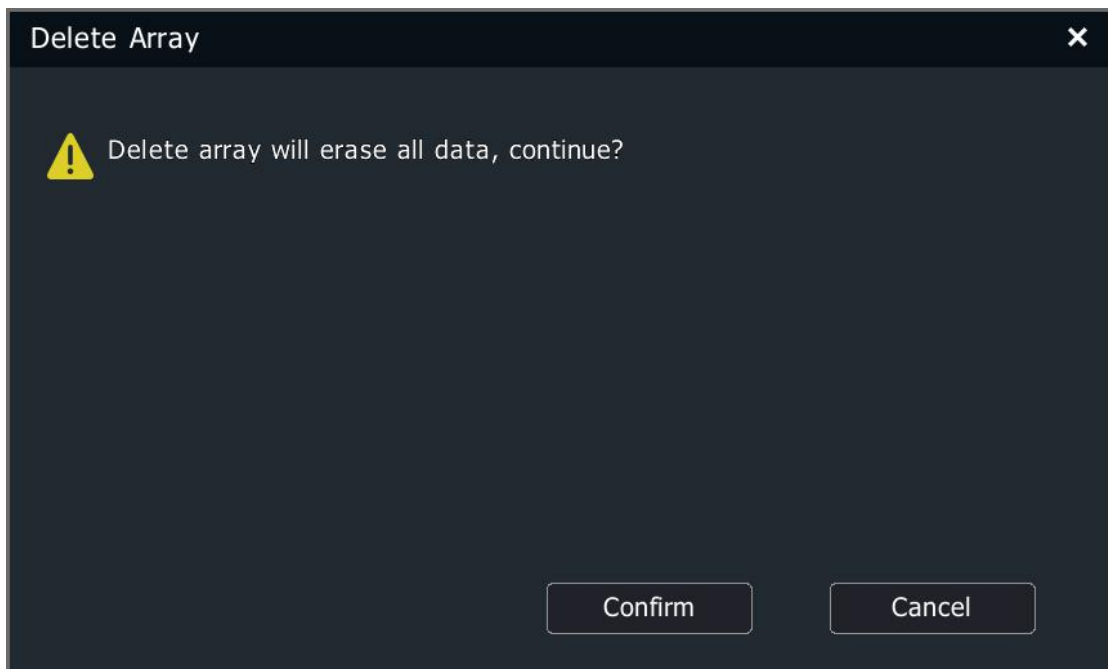 Delete Array
Delete array will erase all data, continue?
Confirm Cancel